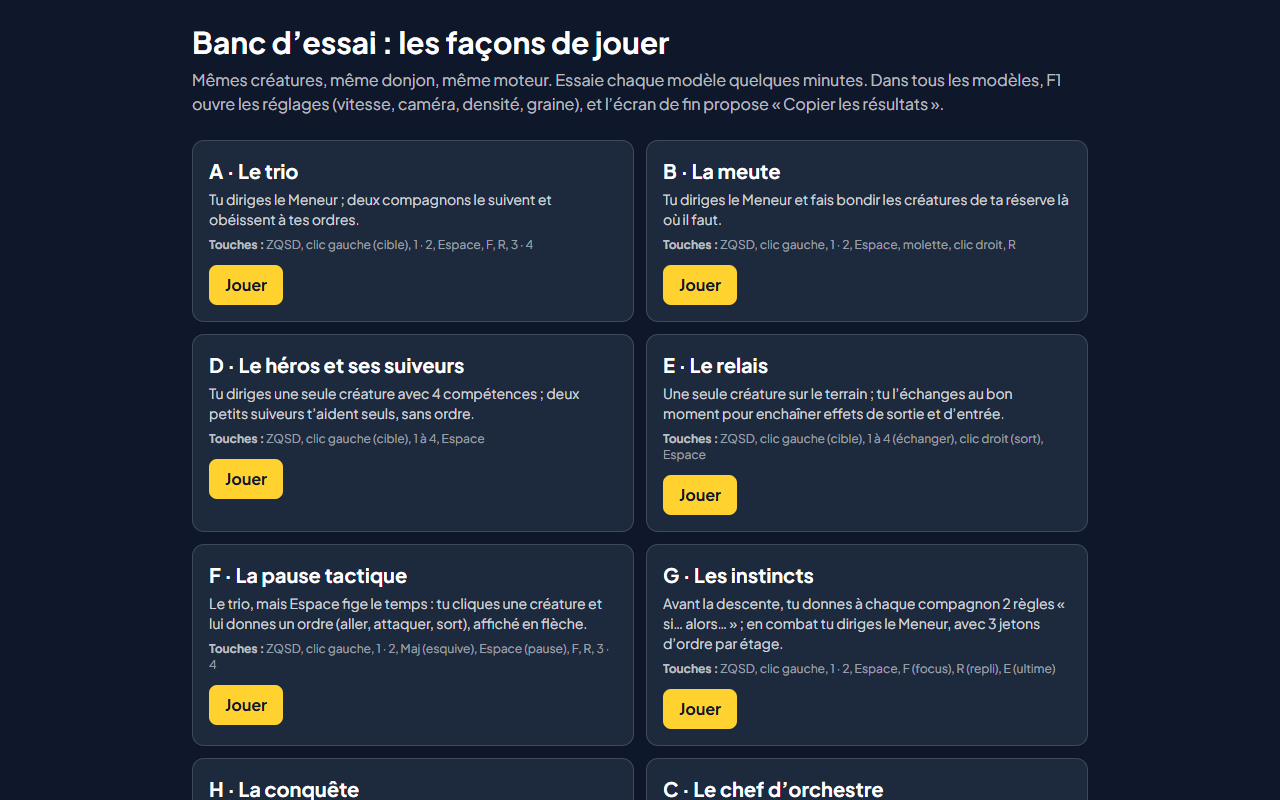 Banc d’essai : les façons de jouer
Mêmes créatures, même donjon, même moteur. Essaie chaque modèle quelques minutes. Dans tous les modèles, F1
ouvre les réglages (vitesse, caméra, densité, graine), et l’écran de fin propose « Copier les résultats ».
A · Le trio
Tu diriges le Meneur ; deux compagnons le suivent et
obéissent à tes ordres.
Touches : ZQSD, clic gauche (cible), 1 · 2, Espace, F, R, 3 · 4
Jouer
B · La meute
Tu diriges le Meneur et fais bondir les créatures de ta réserve là
où il faut.
Touches : ZQSD, clic gauche, 1 · 2, Espace, molette, clic droit, R
Jouer
D · Le héros et ses suiveurs
Tu diriges une seule créature avec 4 compétences ; deux
petits suiveurs t’aident seuls, sans ordre.
Touches : ZQSD, clic gauche (cible), 1 à 4, Espace
Jouer
E · Le relais
Une seule créature sur le terrain ; tu l’échanges au bon
moment pour enchaîner effets de sortie et d’entrée.
Touches : ZQSD, clic gauche (cible), 1 à 4 (échanger), clic droit (sort),
Espace
Jouer
F · La pause tactique
Le trio, mais Espace fige le temps : tu cliques une créature et
lui donnes un ordre (aller, attaquer, sort), affiché en flèche.
Touches : ZQSD, clic gauche, 1 · 2, Maj (esquive), Espace (pause), F, R, 3 ·
4
Jouer
G · Les instincts
Avant la descente, tu donnes à chaque compagnon 2 règles «
si… alors… » ; en combat tu diriges le Meneur, avec 3 jetons
d’ordre par étage.
Touches : ZQSD, clic gauche, 1 · 2, Espace, F (focus), R (repli), E (ultime)
Jouer
H · La conquête
C · Le chef d’orchestre